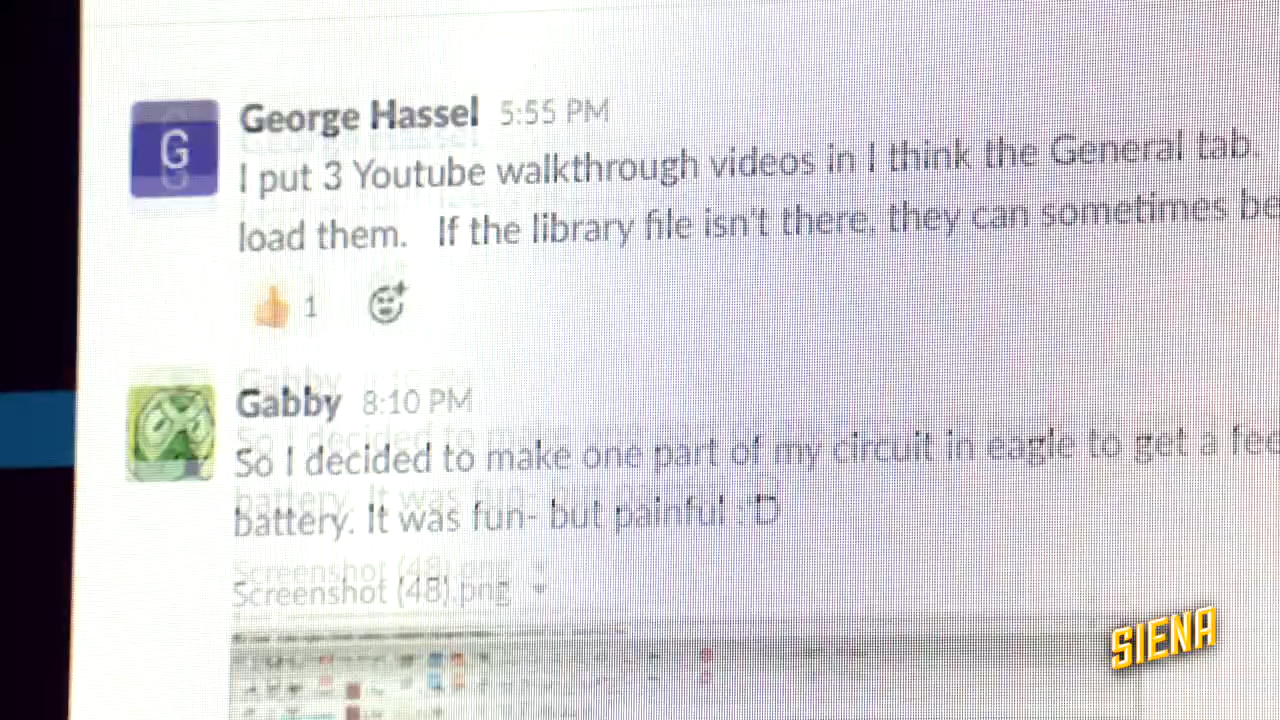 G
George Hassel 5:55 PM
I put 3 Youtube walkthrough videos in I think the General tab.
load them. If the library file isn't there, they can sometimes be
1
Gabby 8:10 PM
So I decided to make one part of my circuit in eagle to get a fee
battery. It was fun- but painful :'D
Screenshot (48).png
SIENA